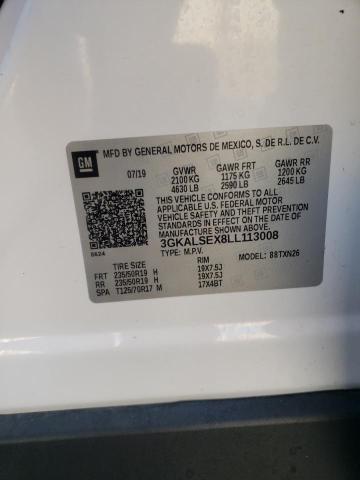 GM
MFD BY GENERAL MOTORS DE MEXICO, S. DE R.L. DE C.V.
07/19 GVWR GAWR FRT GAWR RR
2100 KG 1175 KG 1200 KG
4630 LB 2590 LB 2645 LB
THIS VEHICLE CONFORMS TO ALL
APPLICABLE U.S. FEDERAL MOTOR
VEHICLE SAFETY STANDARDS IN
EFFECT ON THE DATE OF
MANUFACTURE SHOWN ABOVE.
3GKALSEX8LL113008
TYPE: M.P.V. MODEL: 88TXN26
8624
TIRE SIZE RIM
FRT 235/50R19 H 19X7.5J
RR 235/50R19 H 19X7.5J
SPA T125/70R17 M 17X4BT